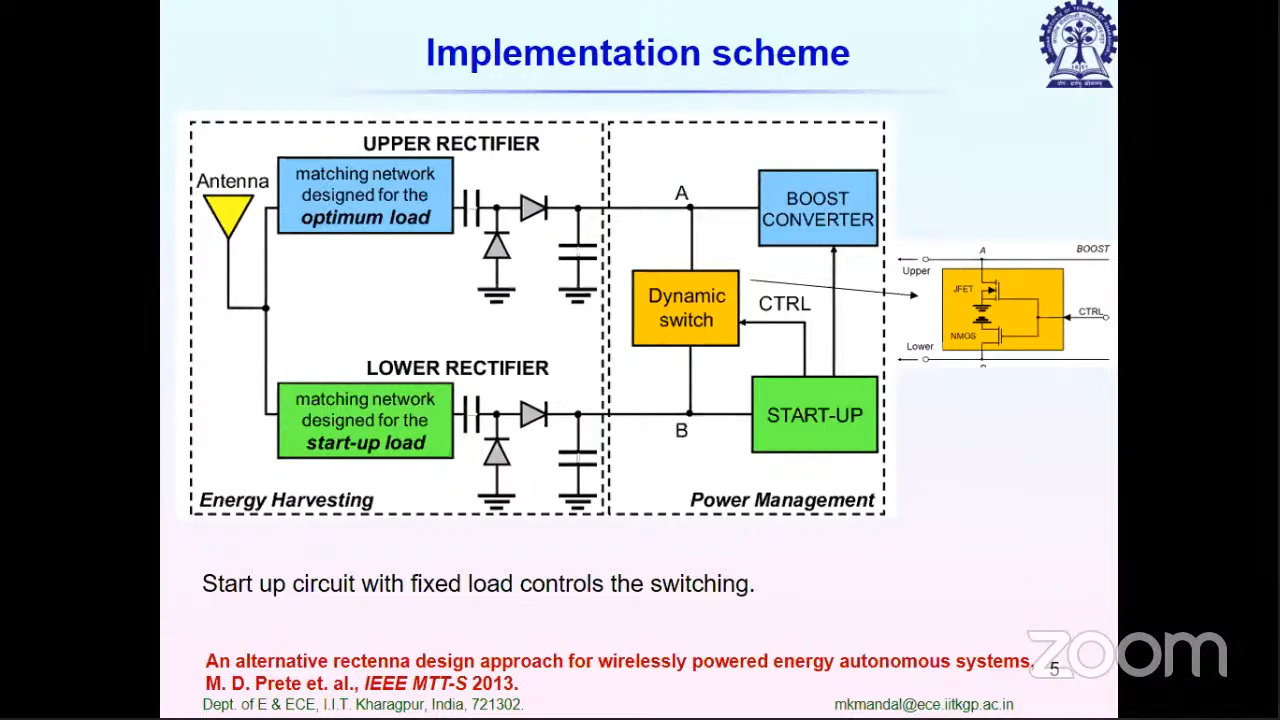 Implementation scheme
UPPER RECTIFIER
Antenna
matching network
designed for the
optimum load
A
BOOST
CONVERTER
Dynamic
switch
CTRL
A
BOOST
Upper
JFET
CTRL
NMOS
Lower
LOWER RECTIFIER
matching network
designed for the
start-up load
B
START-UP
Energy Harvesting
Power Management
Start up circuit with fixed load controls the switching.
An alternative rectenna design approach for wirelessly powered energy autonomous systems,
M. D. Prete et. al., IEEE MTT-S 2013.
5
Dept. of E & ECE, I.I.T. Kharagpur, India, 721302.
mkmandal@ece.iitkgp.ac.in
zoom